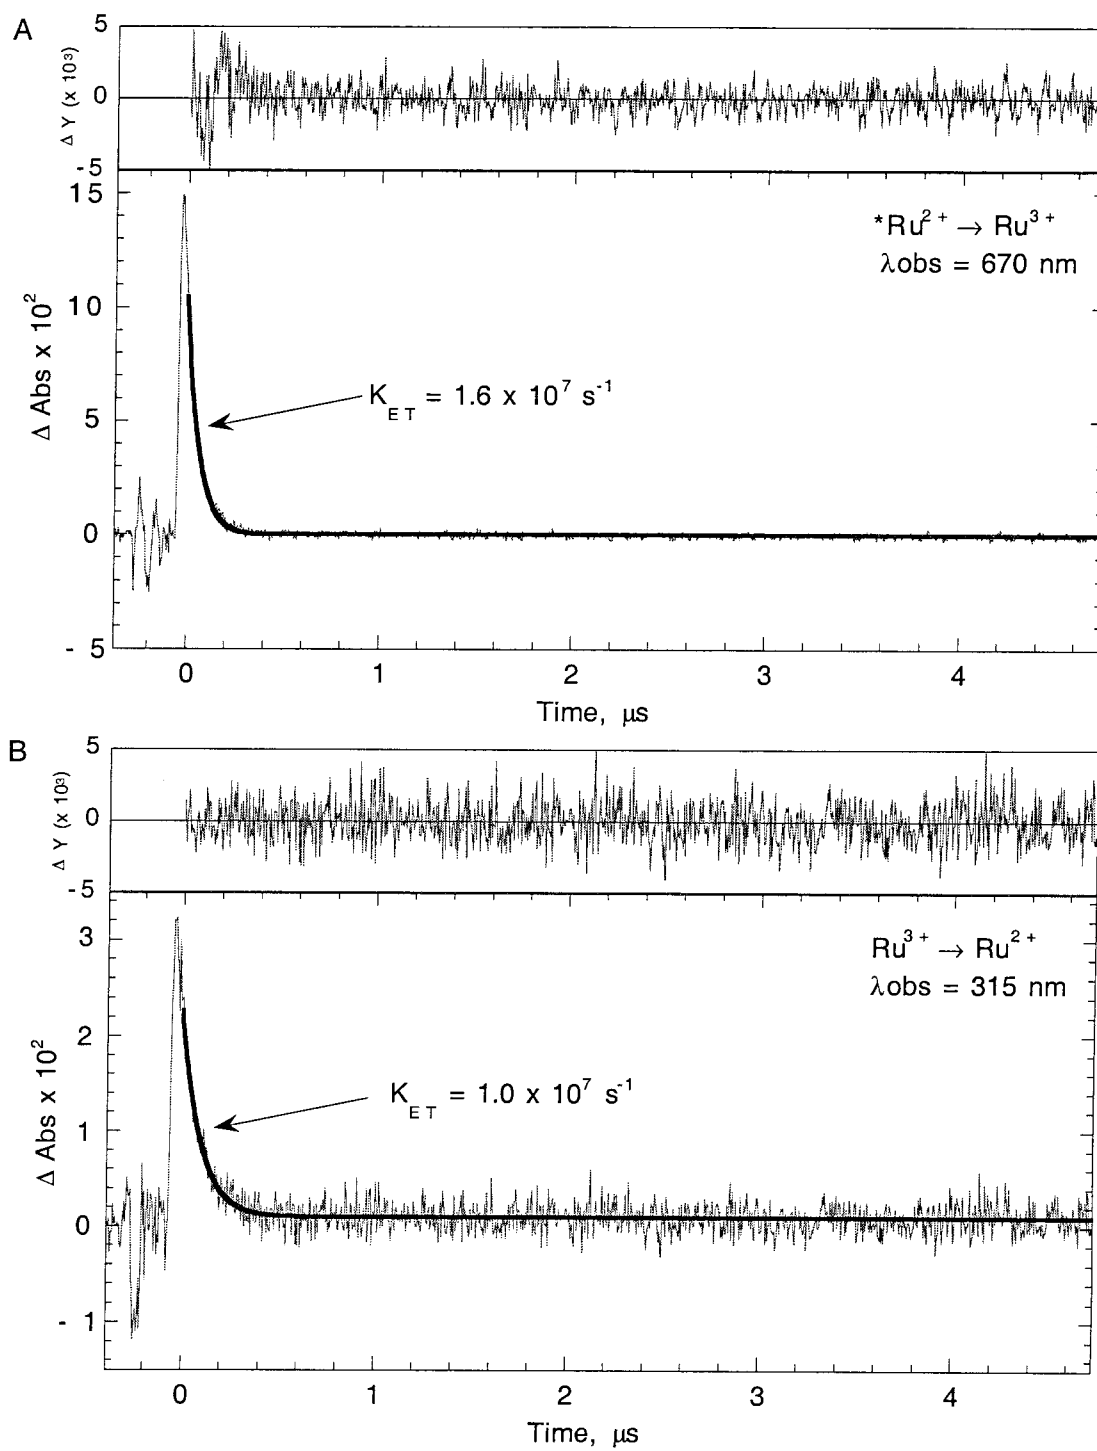 A
5
0
- 5
Δ Y (x 10³)
15
10
5
0
- 5
Δ Abs x 10²
*Ru²⁺ → Ru³⁺
λobs = 670 nm
K_ET = 1.6 x 10⁷ s⁻¹
0 1 2 3 4
Time, μs
B
5
0
- 5
Δ Y (x 10³)
3
2
1
0
- 1
Δ Abs x 10²
Ru³⁺ → Ru²⁺
λobs = 315 nm
K_ET = 1.0 x 10⁷ s⁻¹
0 1 2 3 4
Time, μs